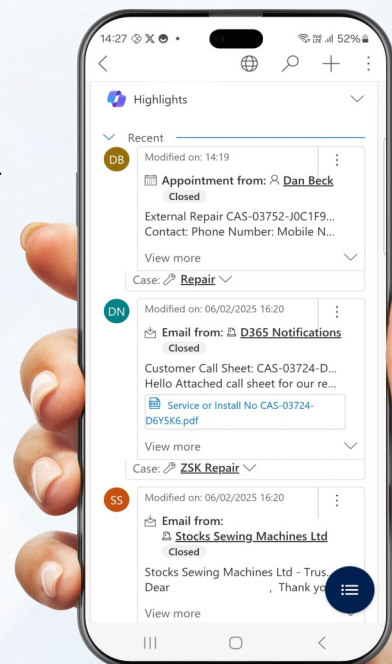 14:27 52%
Highlights
Recent
DB
Modified on: 14:19
Appointment from: Dan Beck
Closed
External Repair CAS-03752-J0C1F9...
Contact: Phone Number: Mobile N...
View more
Case: Repair
DN
Modified on: 06/02/2025 16:20
Email from: D365 Notifications
Closed
Customer Call Sheet: CAS-03724-D...
Hello Attached call sheet for our re...
Service or Install No CAS-03724-
D6Y5K6.pdf
View more
Case: ZSK Repair
SS
Modified on: 06/02/2025 16:20
Email from:
Stocks Sewing Machines Ltd
Closed
Stocks Sewing Machines Ltd - Trus...
Dear , Thank yo
View more